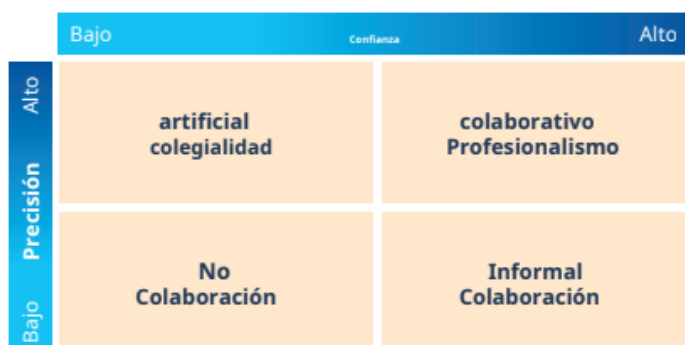 Bajo Confianza Alto
Alto
Precisión
Bajo
artificial
colegialidad
colaborativo
Profesionalismo
No
Colaboración
Informal
Colaboración